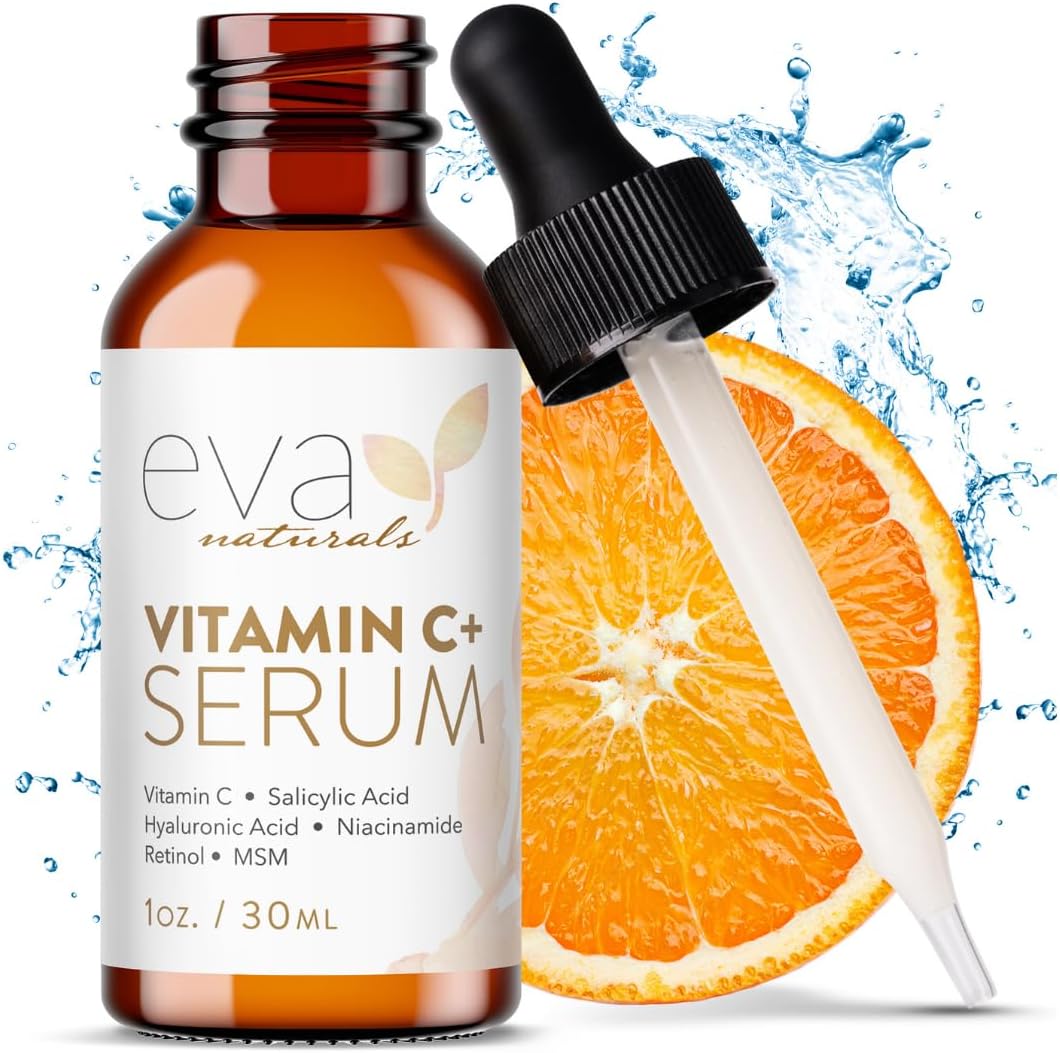 eva
naturals
VITAMIN C+
SERUM
Vitamin C • Salicylic Acid
Hyaluronic Acid • Niacinamide
Retinol • MSM
1OZ. / 30ML